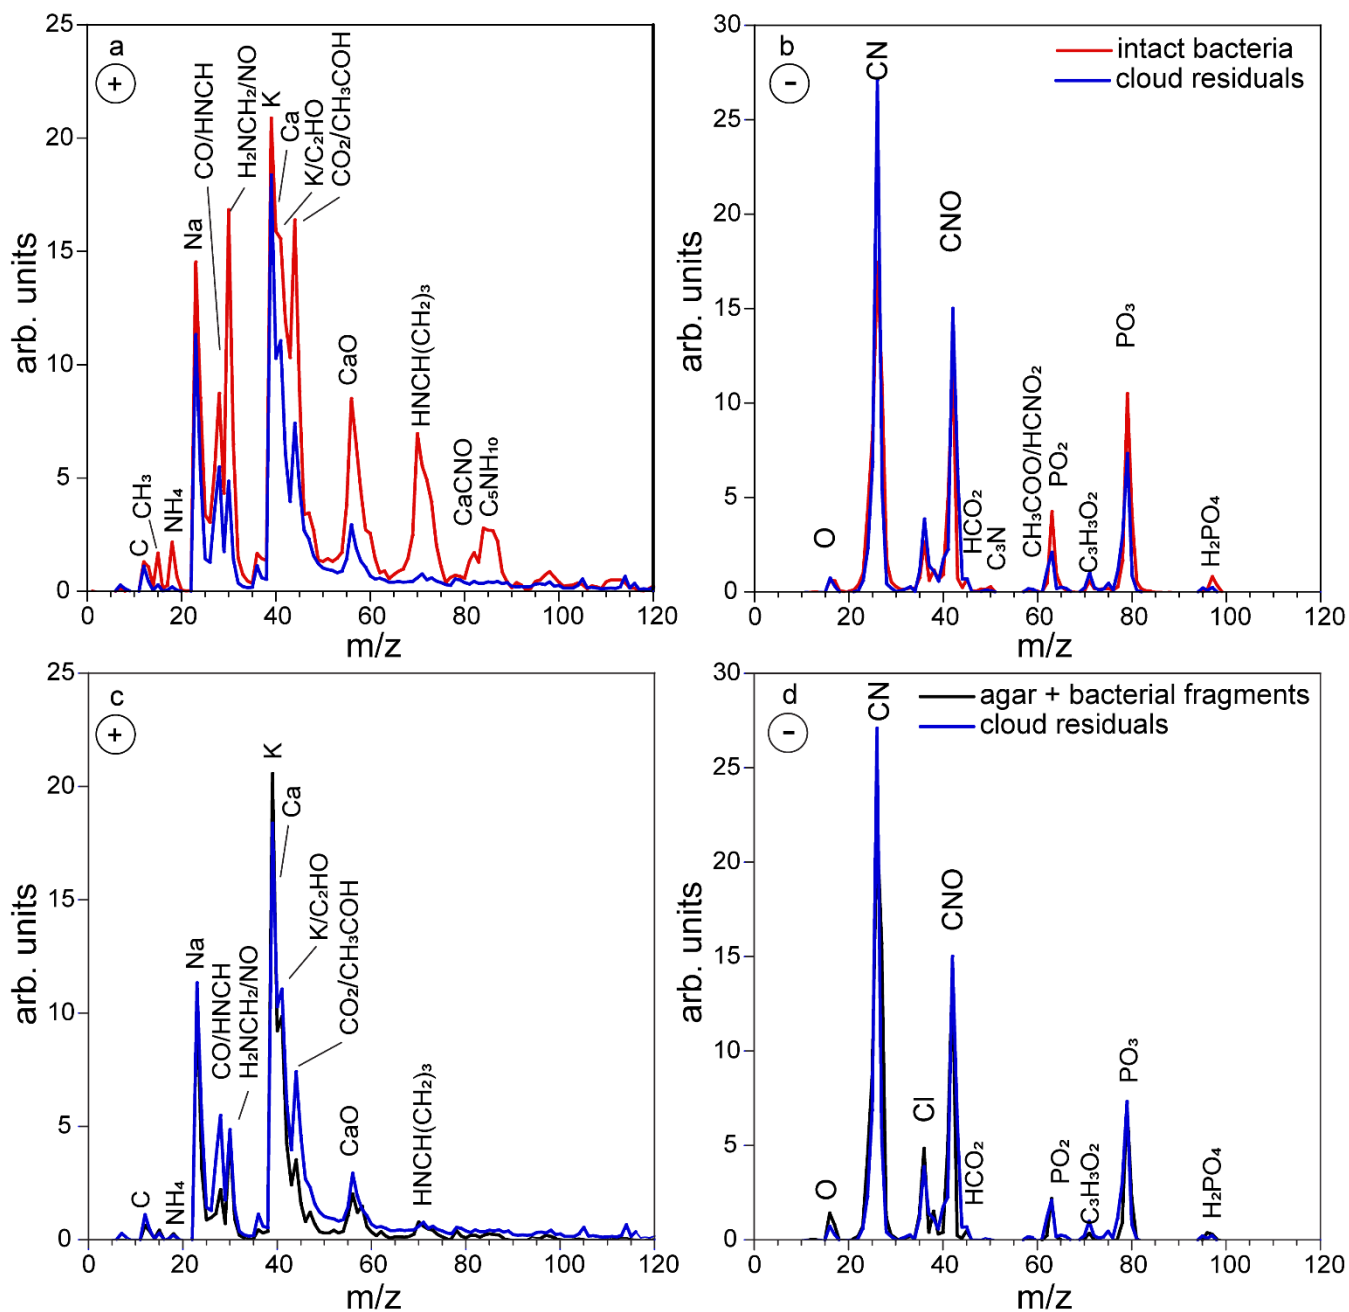 a
+
25
20
15
10
5
0
arb. units
Na
C
CH₃
NH₄
CO/HNCH
H₂NCH₂/NO
K
Ca
K/C₂HO
CO₂/CH₃COH
CaO
HNCH(CH₂)₃
CaCNO
C₅NH₁₀
0 20 40 60 80 100 120
m/z
b
-
intact bacteria
cloud residuals
30
25
20
15
10
5
0
arb. units
O
CN
CNO
HCO₂
C₃N
CH₃COO/HCNO₂
PO₂
C₃H₃O₂
PO₃
H₂PO₄
0 20 40 60 80 100 120
m/z
c
+
25
20
15
10
5
0
arb. units
C
NH₄
Na
CO/HNCH
H₂NCH₂/NO
K
Ca
K/C₂HO
CO₂/CH₃COH
CaO
HNCH(CH₂)₃
0 20 40 60 80 100 120
m/z
d
-
agar + bacterial fragments
cloud residuals
30
25
20
15
10
5
0
arb. units
O
CN
Cl
CNO
HCO₂
PO₂
C₃H₃O₂
PO₃
H₂PO₄
0 20 40 60 80 100 120
m/z